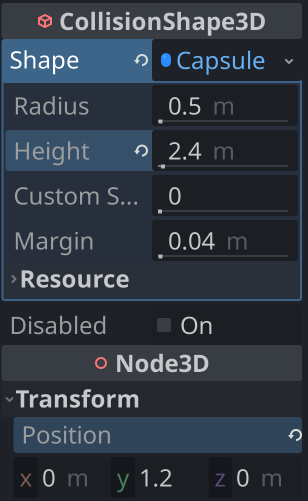 CollisionShape3D
Shape Capsule
Radius 0.5 m
Height 2.4 m
Custom S... 0
Margin 0.04 m
Resource
Disabled On
Node3D
Transform
Position
x 0 m y 1.2 z 0 m